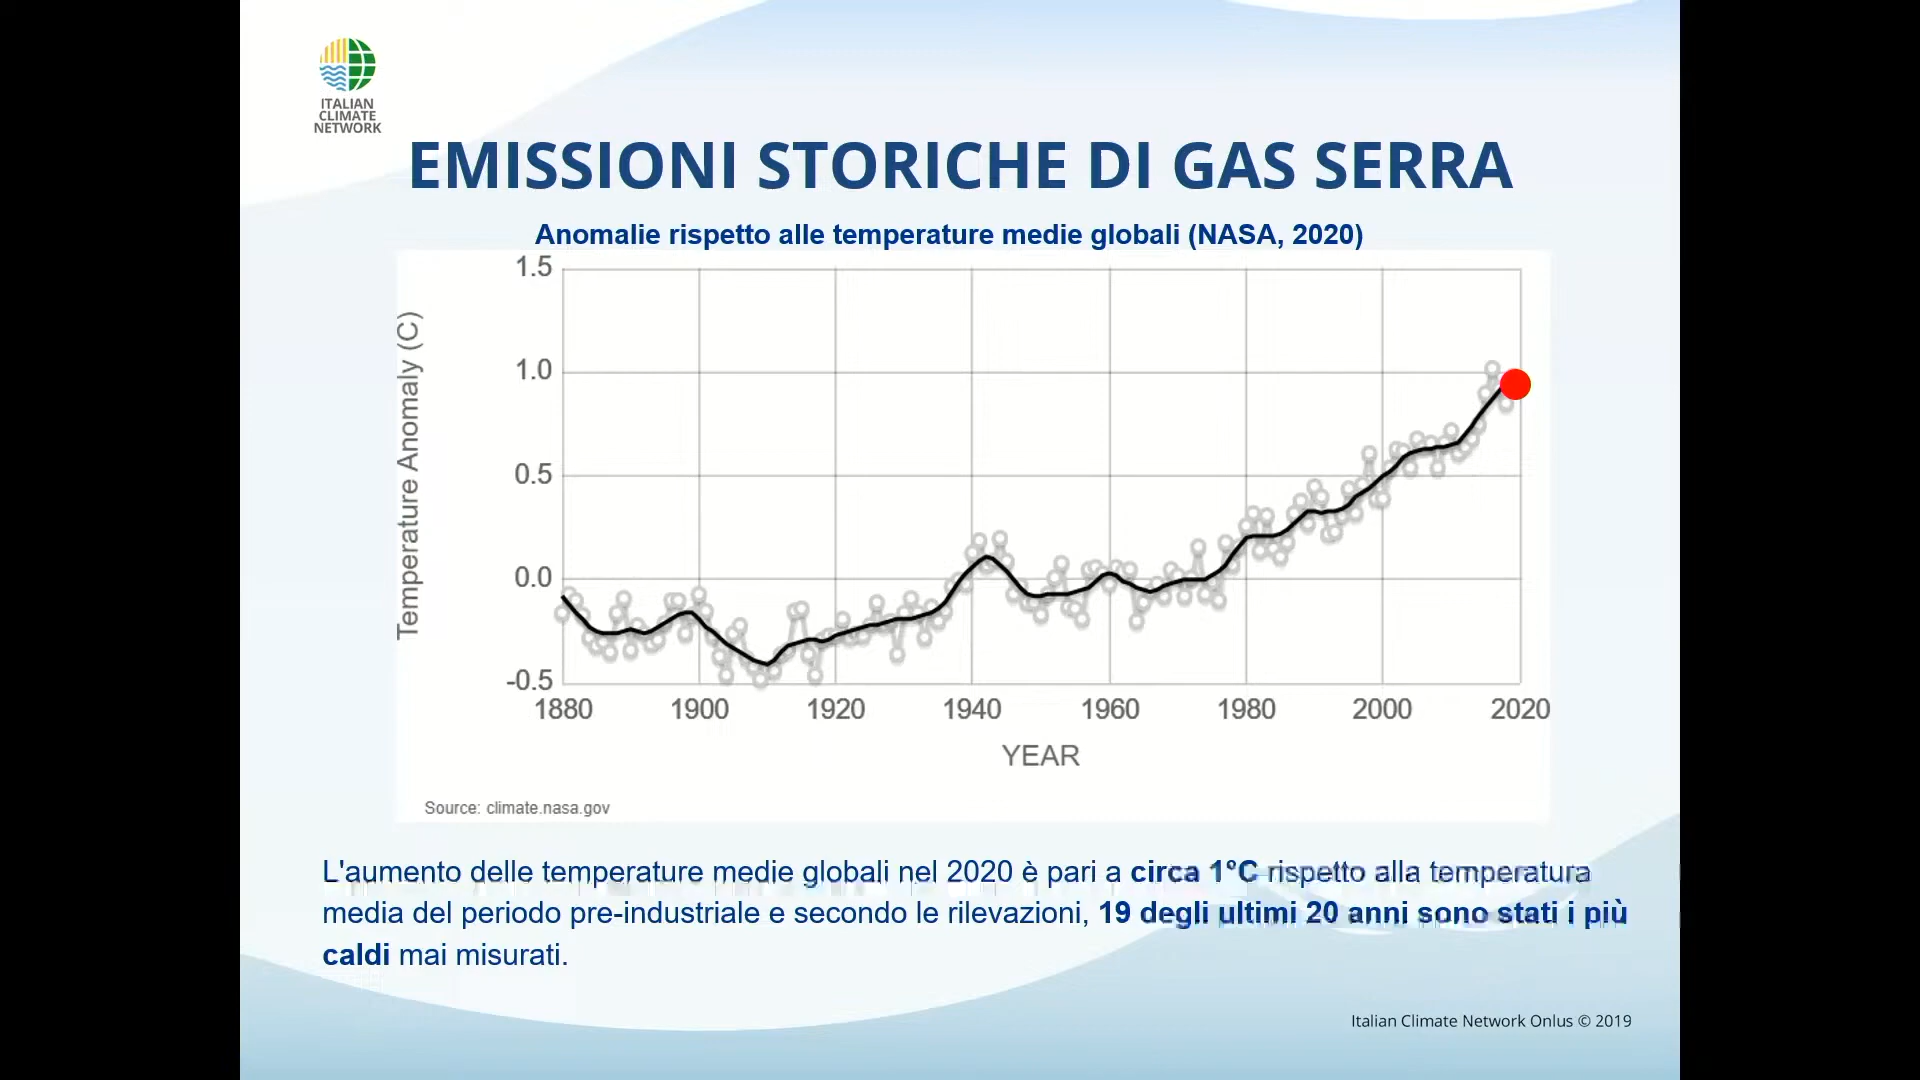 ITALIAN
CLIMATE
NETWORK
EMISSIONI STORICHE DI GAS SERRA
Anomalie rispetto alle temperature medie globali (NASA, 2020)
Temperature Anomaly (C)
1.5
1.0
0.5
0.0
-0.5
1880 1900 1920 1940 1960 1980 2000 2020
YEAR
Source: climate.nasa.gov
L'aumento delle temperature medie globali nel 2020 è pari a circa 1°C rispetto alla temperatura
media del periodo pre-industriale e secondo le rilevazioni, 19 degli ultimi 20 anni sono stati i più
caldi mai misurati.
Italian Climate Network Onlus © 2019